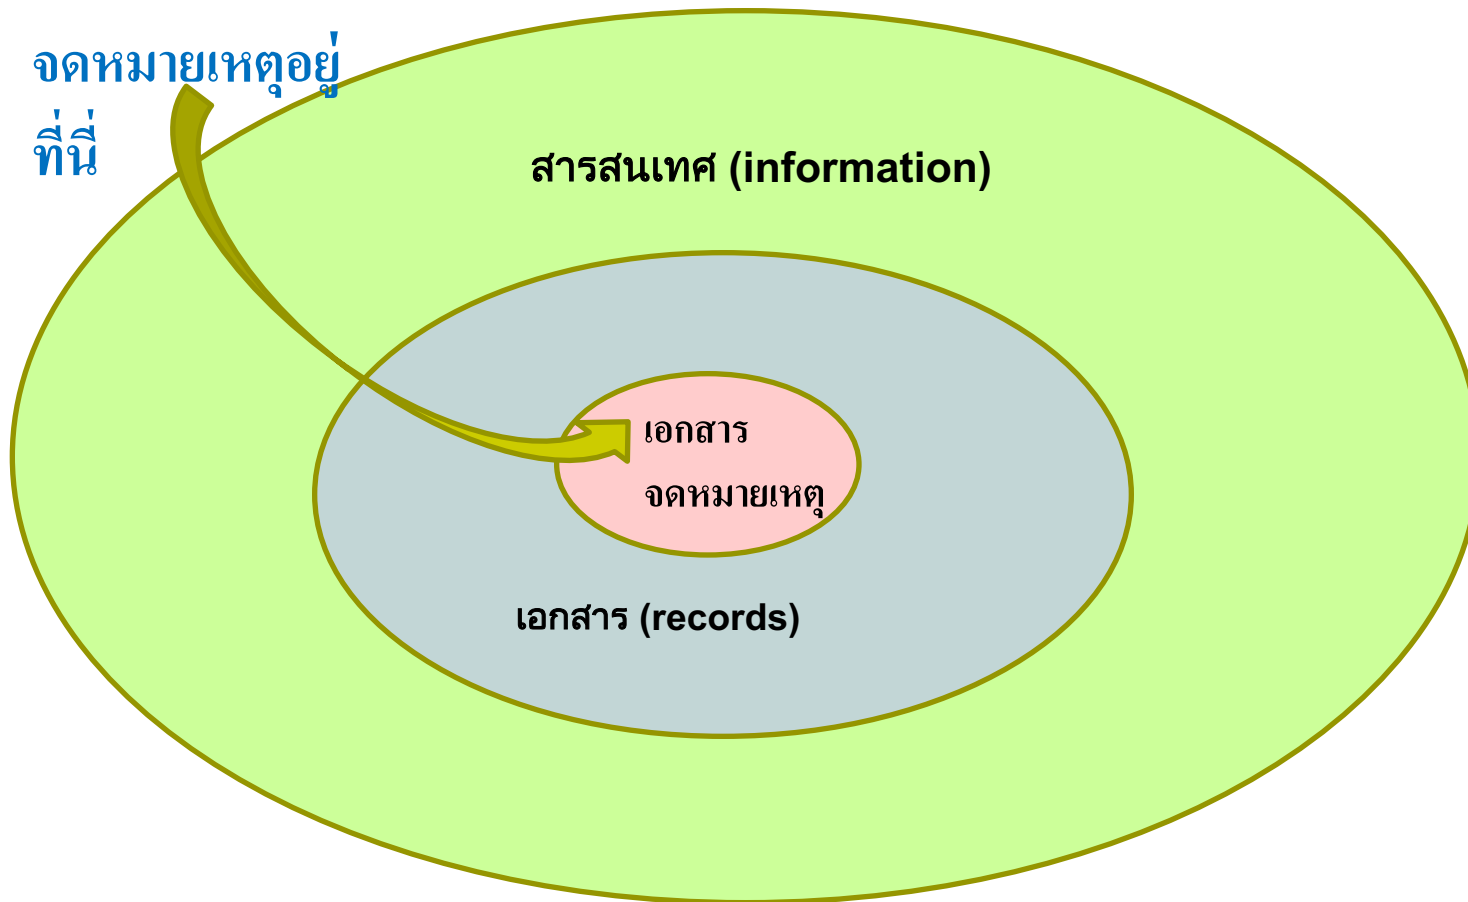 จดหมายเหตุอยู่
ที่นี่
สารสนเทศ (information)
เอกสาร
จดหมายเหตุ
เอกสาร (records)